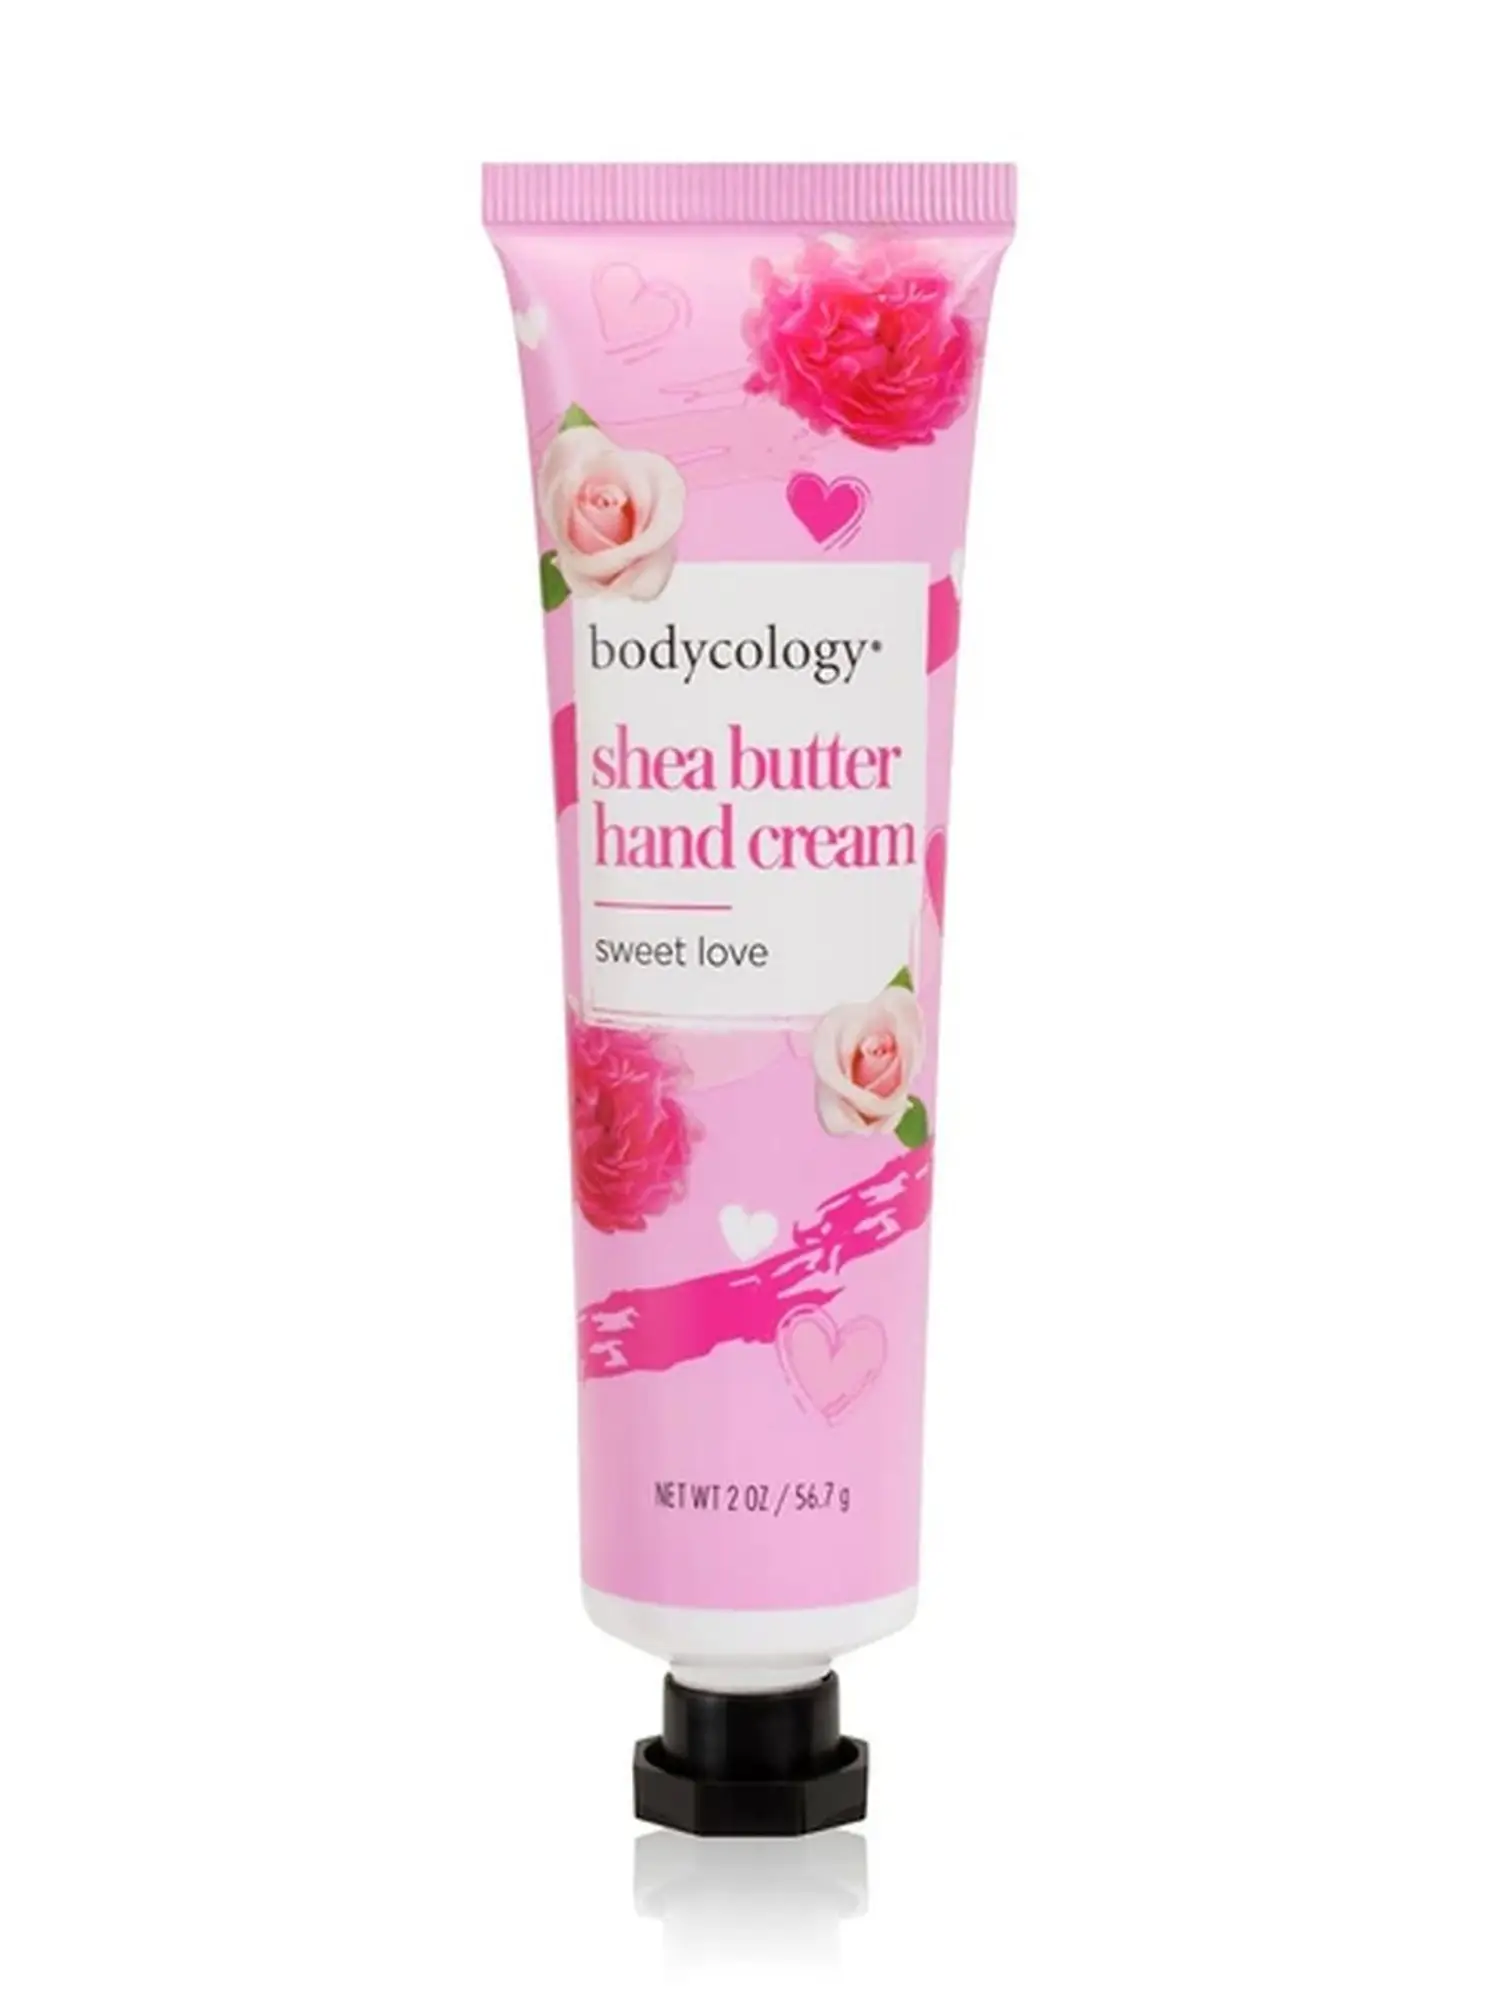 bodycology®
shea butter
hand cream
sweet love
NET WT 2 OZ / 56.7 g